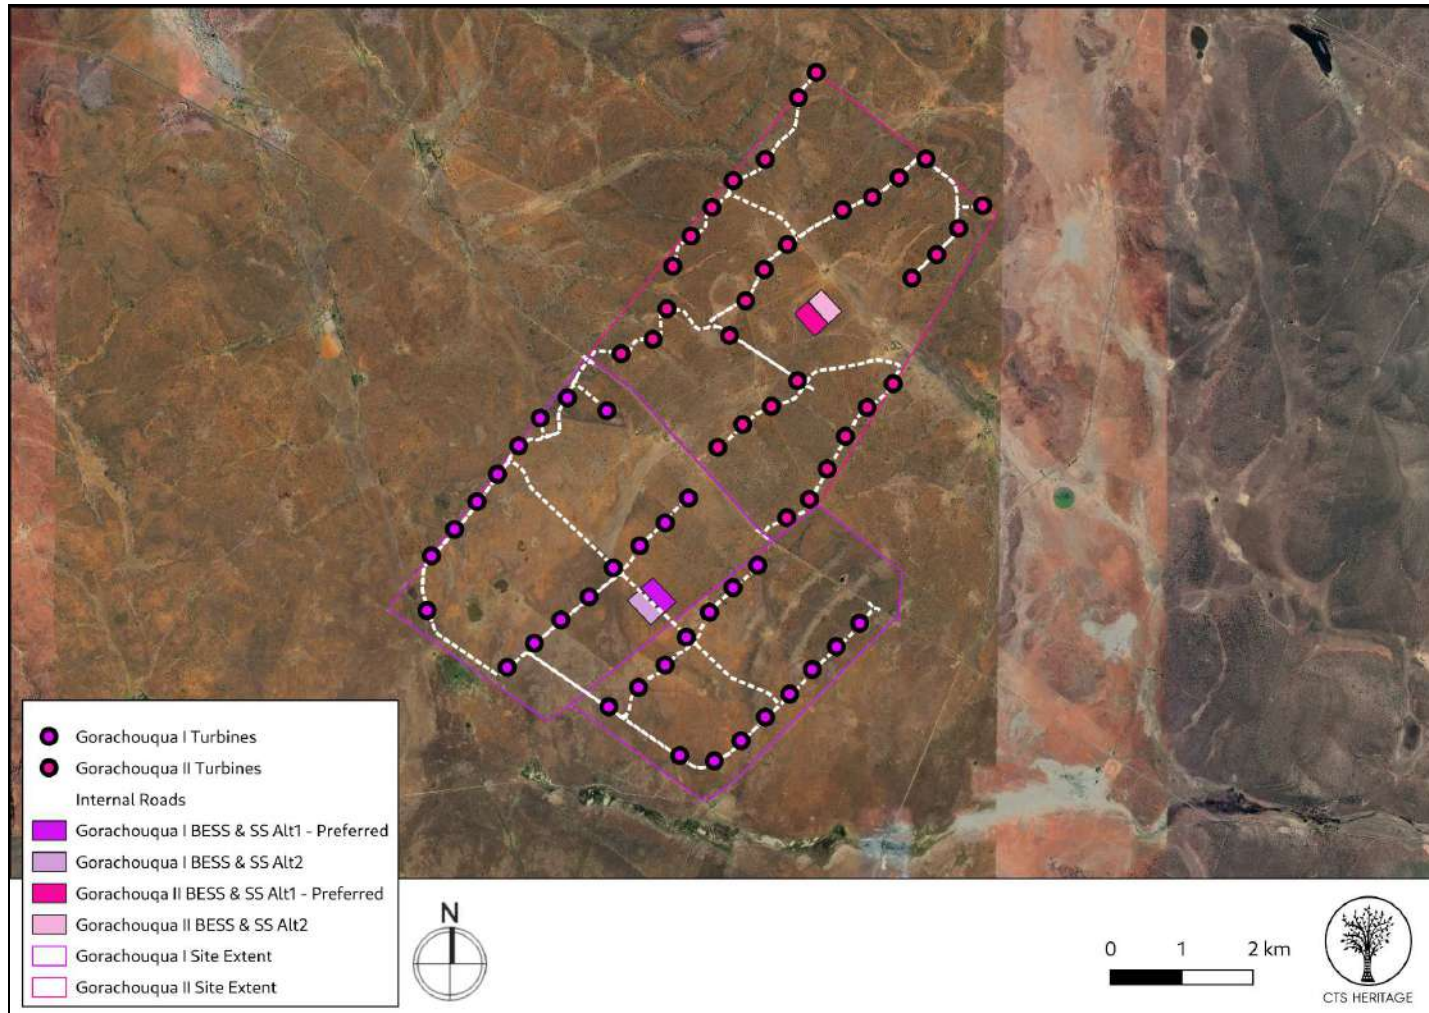 Gorachouqua I Turbines
Gorachouqua II Turbines
Internal Roads
Gorachouqua I BESS & SS Alt1 - Preferred
Gorachouqua I BESS & SS Alt2
Gorachouqa II BESS & SS Alt1 - Preferred
Gorachouqua II BESS & SS Alt2
Gorachouqua I Site Extent
Gorachouqua II Site Extent
N
0 1 2 km
CTS HERITAGE